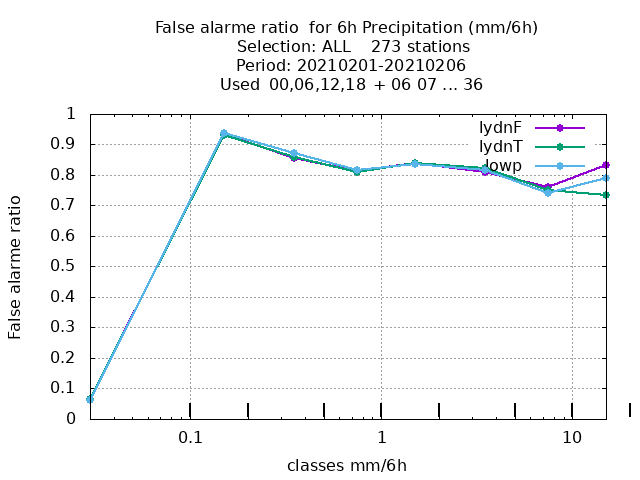 False alarme ratio  for 6h Precipitation (mm/6h)
Selection: ALL    273 stations
Period: 20210201-20210206
Used  00,06,12,18  + 06 07 ... 36
1
0.9
0.8
0.7
0.6
0.5
0.4
0.3
0.2
0.1
0
False alarme ratio
lydnF
lydnT
lowp
0.1
1
10
classes mm/6h